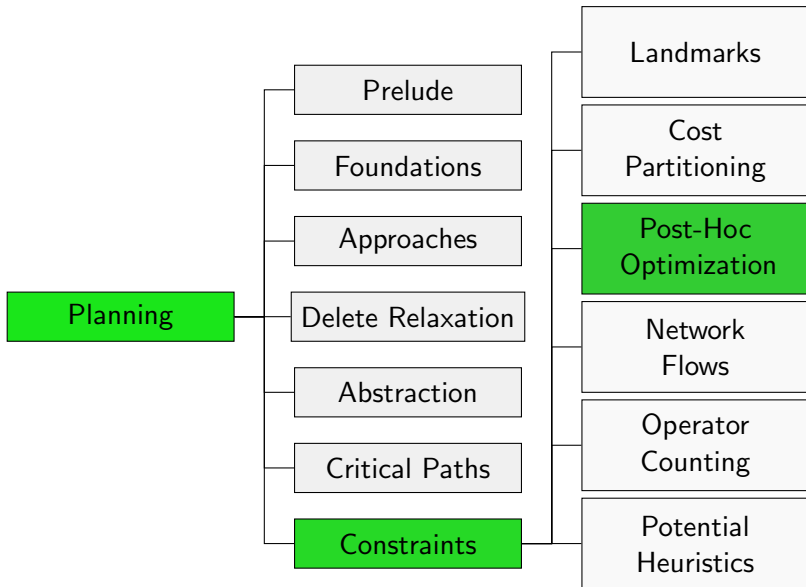 Planning
Prelude
Foundations
Approaches
Delete Relaxation
Abstraction
Critical Paths
Constraints
Landmarks
Cost
Partitioning
Post-Hoc
Optimization
Network
Flows
Operator
Counting
Potential
Heuristics